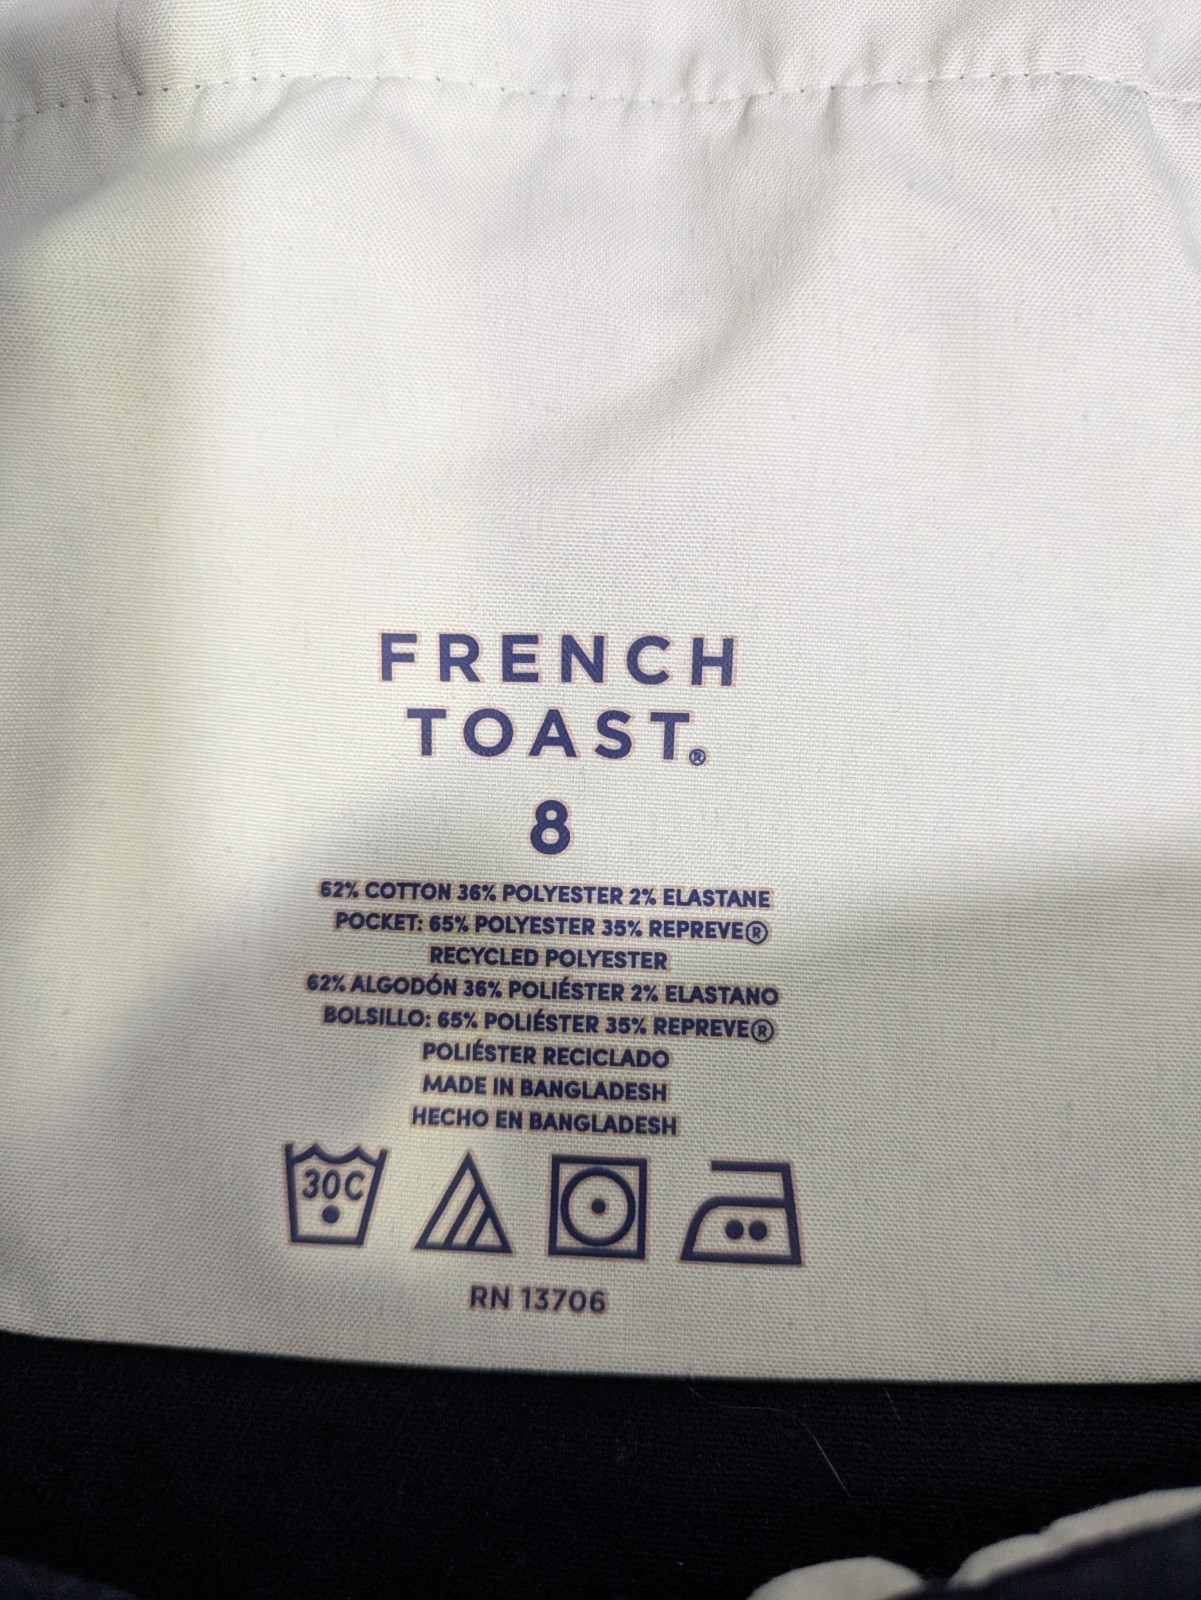 FRENCH
TOAST®
8
62% COTTON 36% POLYESTER 2% ELASTANE
POCKET: 65% POLYESTER 35% REPREVE®
RECYCLED POLYESTER
62% ALGODÓN 36% POLIÉSTER 2% ELASTANO
BOLSILLO: 65% POLIÉSTER 35% REPREVE®
POLIÉSTER RECICLADO
MADE IN BANGLADESH
HECHO EN BANGLADESH
30C
RN 13706